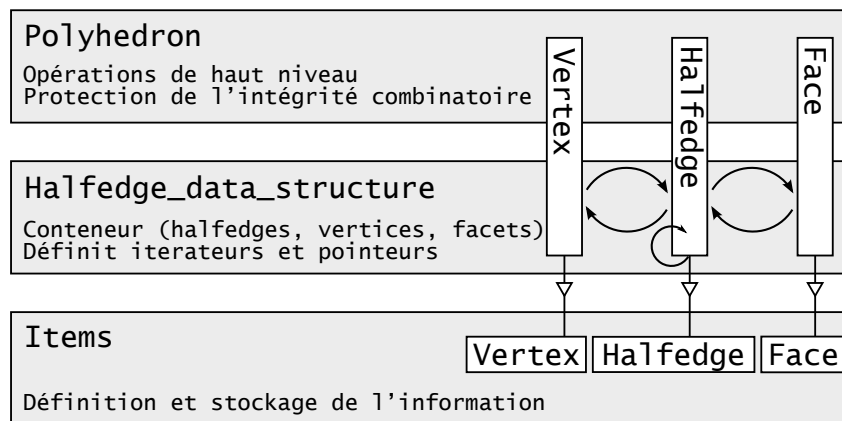 Polyhedron
Opérations de haut niveau
Protection de l'intégrité combinatoire
Vertex
Halfedge
Face
Halfedge_data_structure
Conteneur (halfedges, vertices, facets)
Définit iterateurs et pointeurs
Items
Vertex
Halfedge
Face
Définition et stockage de l'information